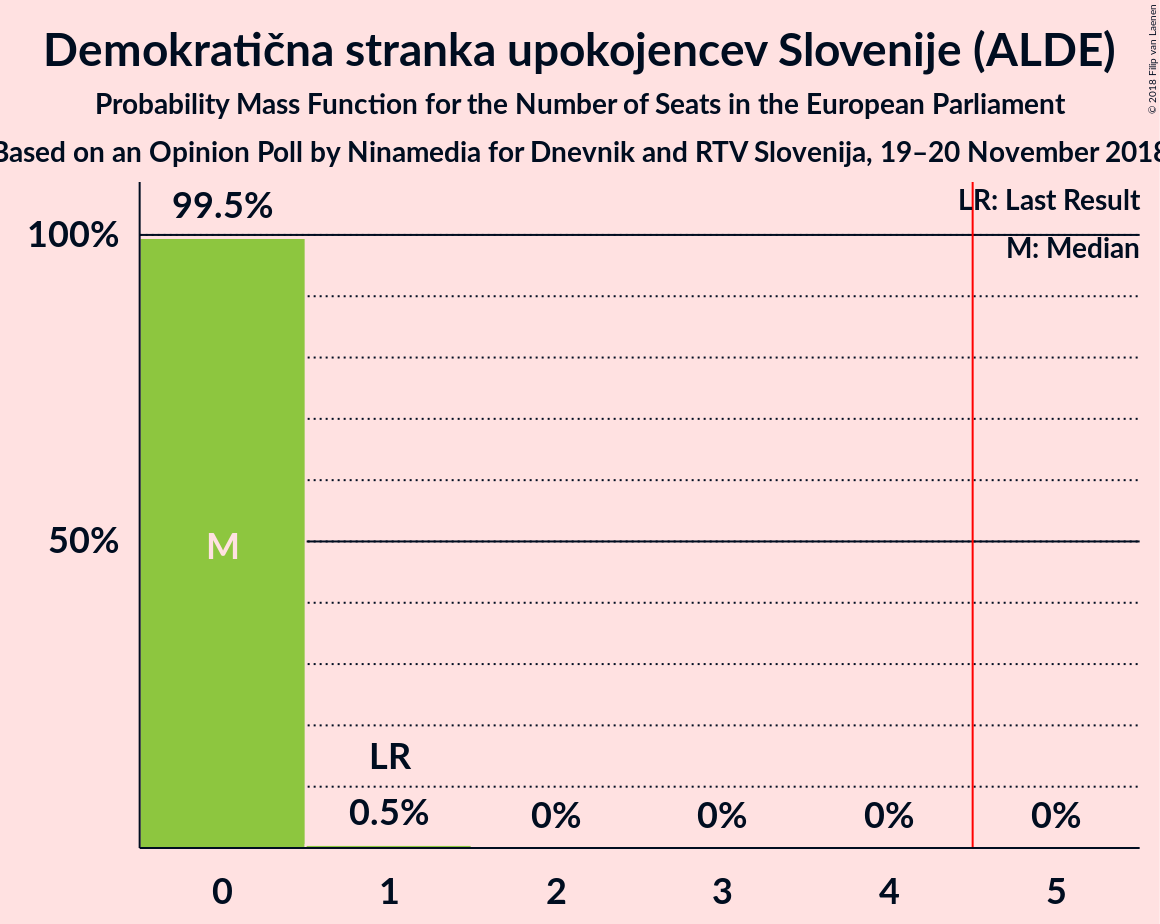 Demokratična stranka upokojencev Slovenije (ALDE)
Probability Mass Function for the Number of Seats in the European Parliament
Based on an Opinion Poll by Ninamedia for Dnevnik and RTV Slovenija, 19–20 November 2018
© 2018 Filip van Laenen
LR: Last Result
M: Median
99.5%
100%
50%
M
LR
0.5%
0%
0%
0%
0%
0
1
2
3
4
5